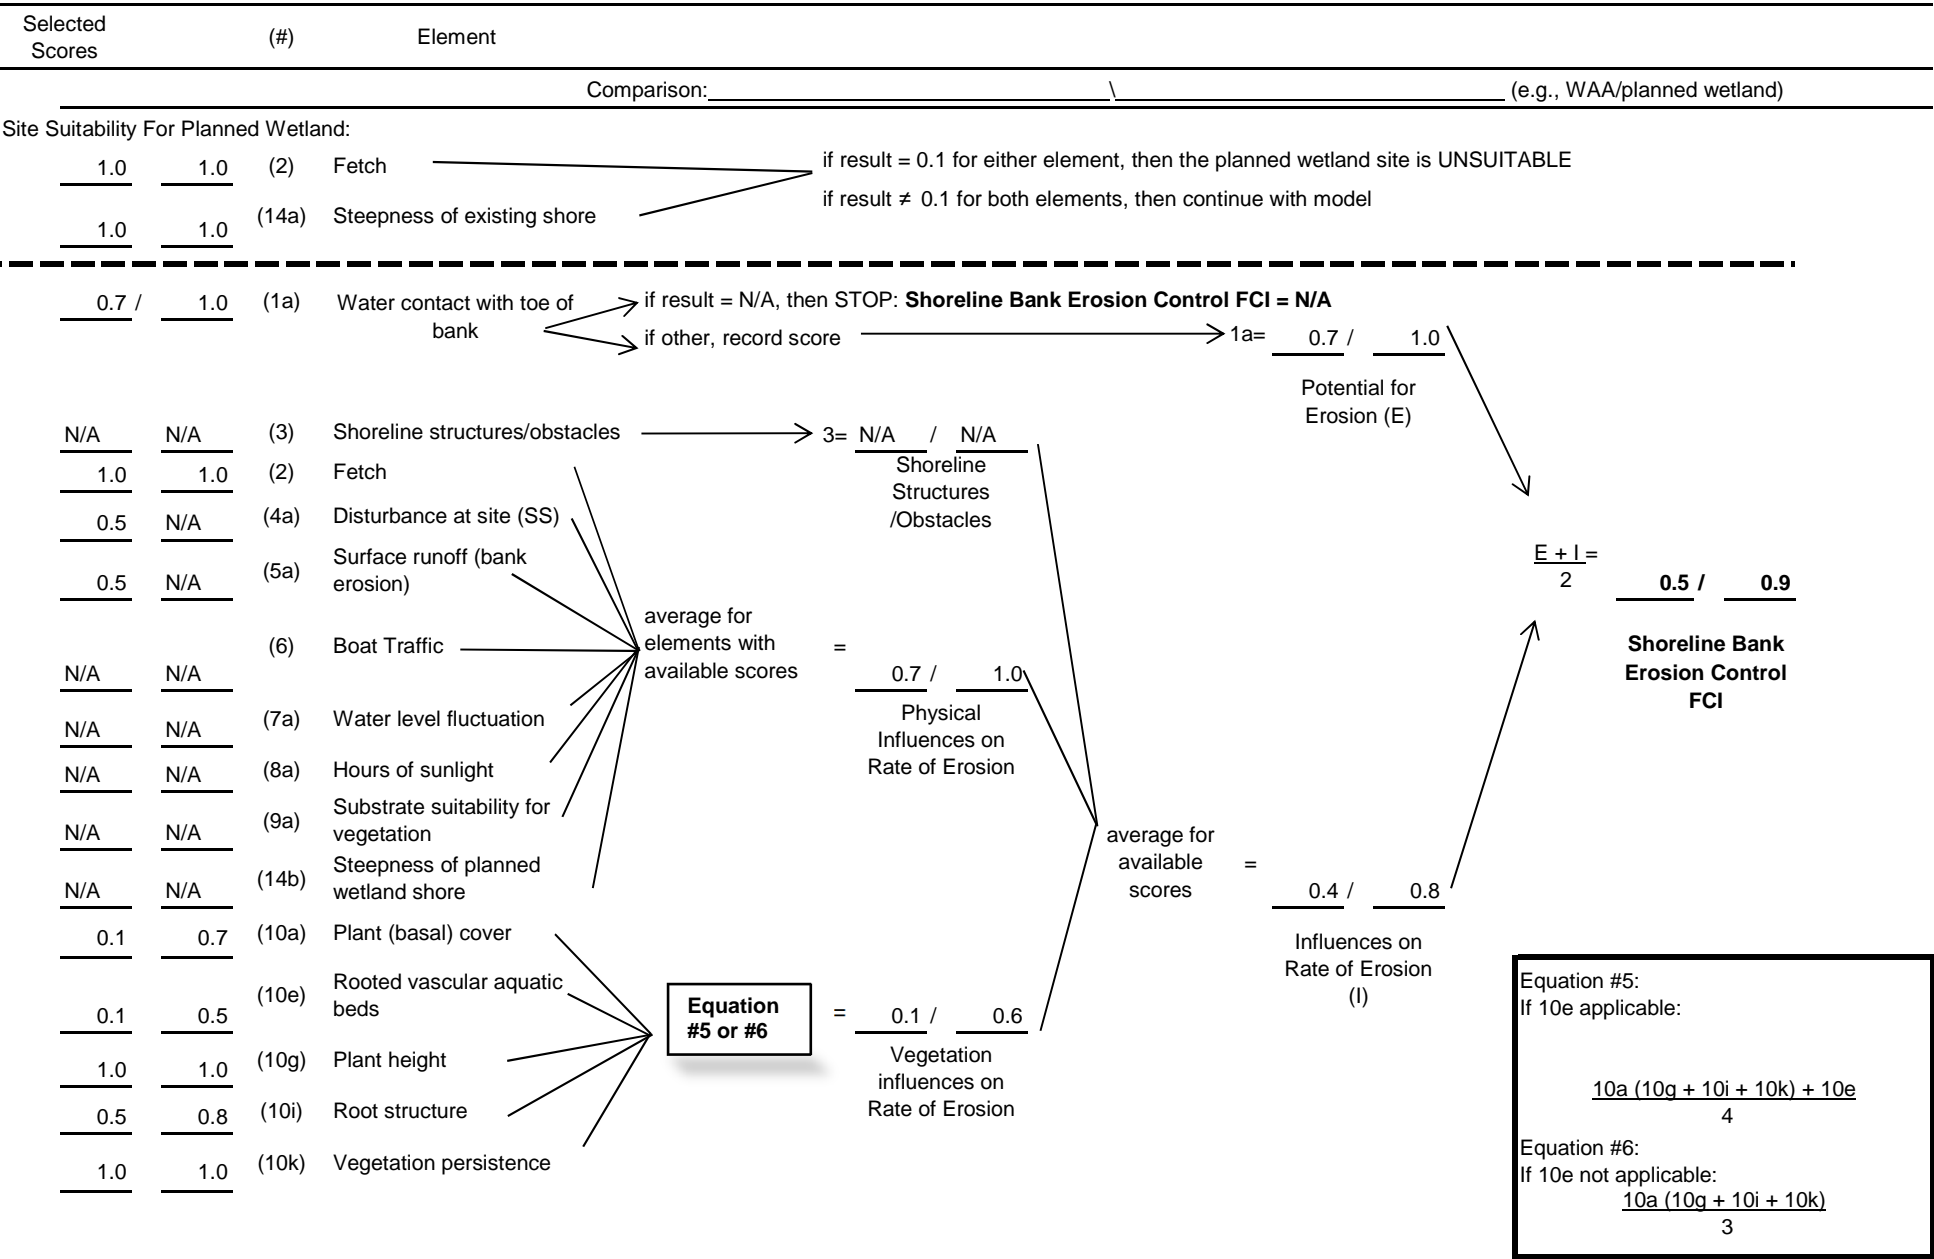 Selected
Scores
(#)
Element
Comparison: \ (e.g., WAA/planned wetland)
Site Suitability For Planned Wetland:
1.0 1.0 (2) Fetch
if result = 0.1 for either element, then the planned wetland site is UNSUITABLE
if result ≠ 0.1 for both elements, then continue with model
1.0 1.0 (14a) Steepness of existing shore
0.7 / 1.0 (1a) Water contact with toe of
bank
if result = N/A, then STOP: Shoreline Bank Erosion Control FCI = N/A
if other, record score
1a= 0.7 / 1.0
Potential for
Erosion (E)
N/A N/A (3) Shoreline structures/obstacles
3= N/A / N/A
Shoreline
Structures
/Obstacles
1.0 1.0 (2) Fetch
0.5 N/A (4a) Disturbance at site (SS)
0.5 N/A (5a) Surface runoff (bank
erosion)
N/A N/A (6) Boat Traffic
N/A N/A (7a) Water level fluctuation
N/A N/A (8a) Hours of sunlight
N/A N/A (9a) Substrate suitability for
vegetation
N/A N/A (14b) Steepness of planned
wetland shore
average for
elements with
available scores
= 0.7 / 1.0
Physical
Influences on
Rate of Erosion
0.1 0.7 (10a) Plant (basal) cover
0.1 0.5 (10e) Rooted vascular aquatic
beds
1.0 1.0 (10g) Plant height
0.5 0.8 (10i) Root structure
1.0 1.0 (10k) Vegetation persistence
Equation
#5 or #6
= 0.1 / 0.6
Vegetation
influences on
Rate of Erosion
average for
available
scores
= 0.4 / 0.8
Influences on
Rate of Erosion
(I)
E + I =
2
0.5 / 0.9
Shoreline Bank
Erosion Control
FCI
Equation #5:
If 10e applicable:
10a (10g + 10i + 10k) + 10e
4
Equation #6:
If 10e not applicable:
10a (10g + 10i + 10k)
3